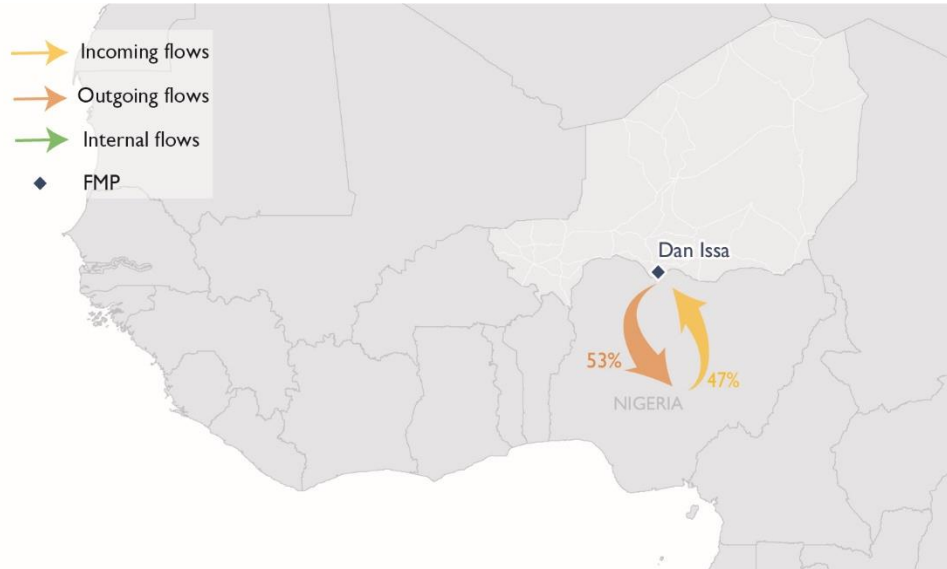 Incoming flows
Outgoing flows
Internal flows
FMP
Dan Issa
53%
47%
NIGERIA